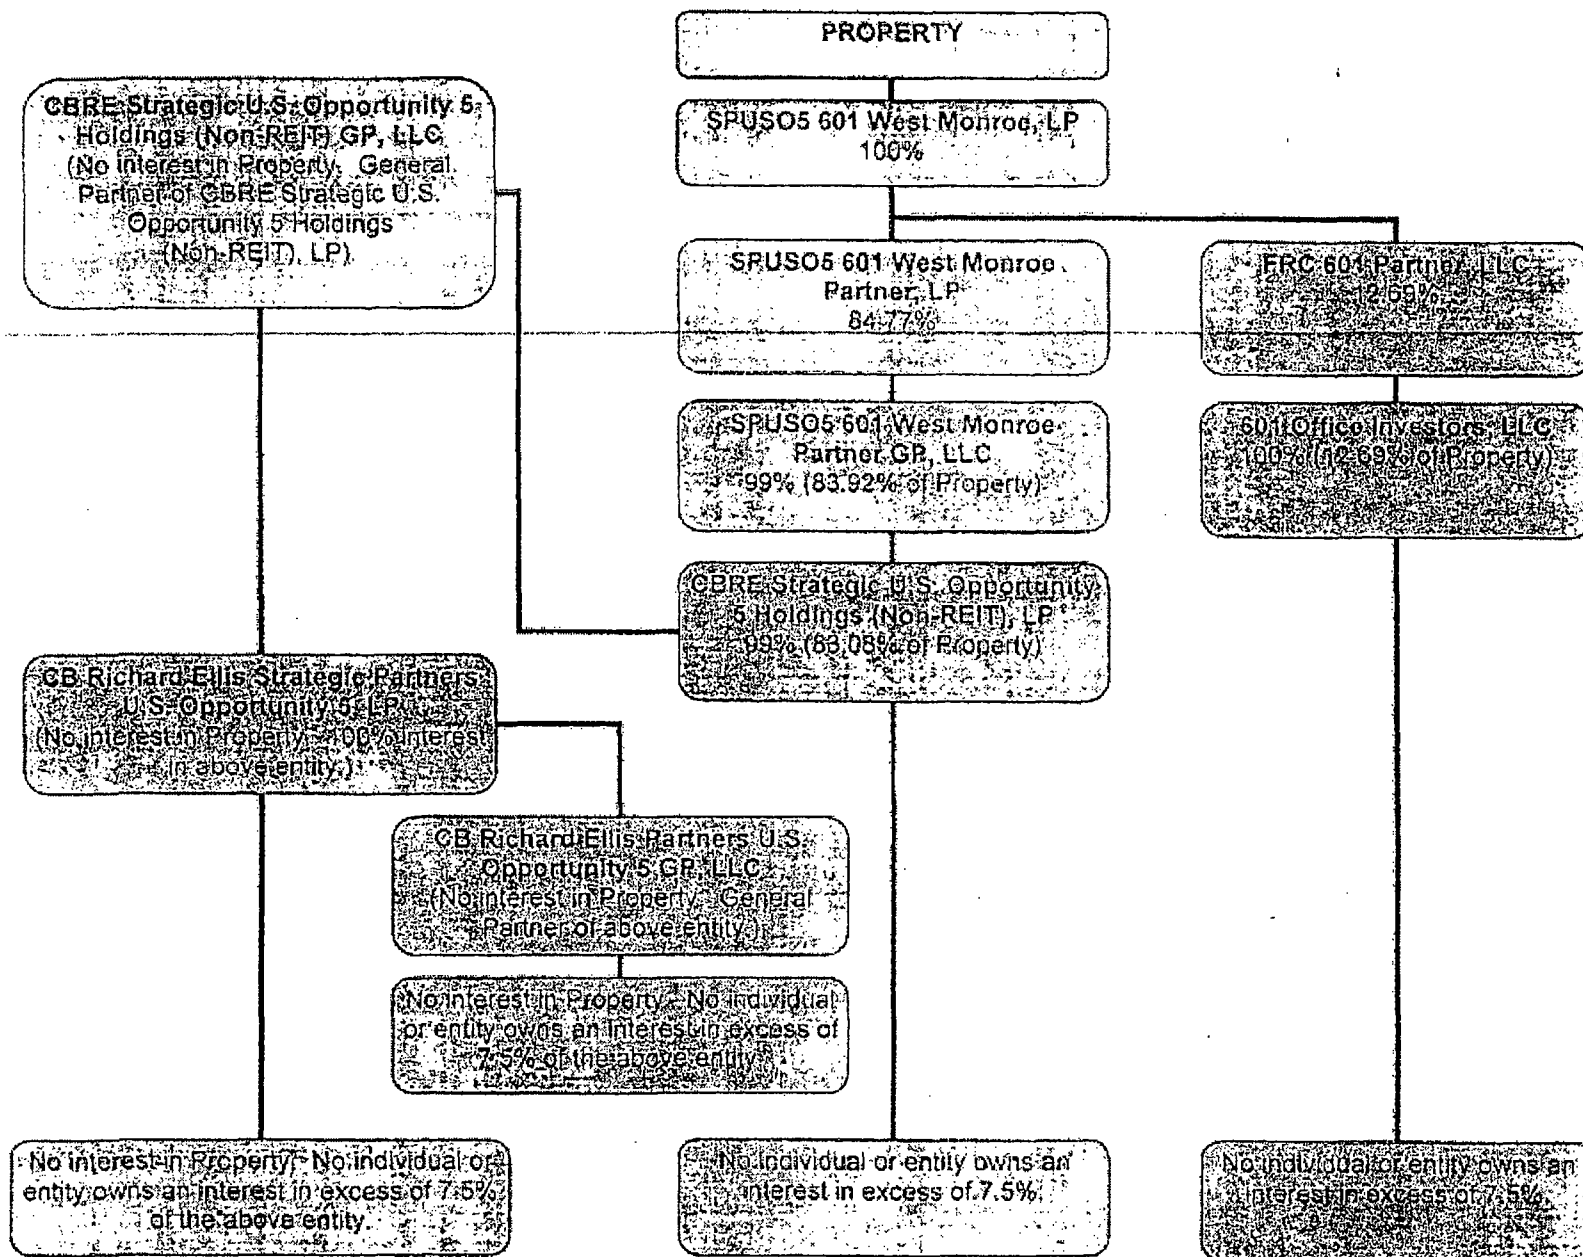 PROPERTY
SPUSO5 601 West Monroe, LP
100%
CBRE Strategic U.S. Opportunity 5
Holdings (Non-REIT) GP, LLC
(No interest in Property. General
Partner of CBRE Strategic U.S.
Opportunity 5 Holdings
(Non-REIT), LP)
SPUSO5 601 West Monroe
Partner, LP
84.77%
FRC 601 Partner, LLC
12.69%
SPUSO5 601 West Monroe
Partner GP, LLC
99% (83.92% of Property)
601 Office Investors, LLC
100% (12.69% of Property)
CBRE Strategic U.S. Opportunity
5 Holdings (Non-REIT), LP
99% (83.08% of Property)
CB Richard Ellis Strategic Partners
U.S. Opportunity 5, LP
(No interest in Property. 100% interest
in above entity.)
CB Richard Ellis Partners U.S.
Opportunity 5 GP, LLC
(No interest in Property. General
Partner of above entity.)
No interest in Property - No individual
or entity owns an interest in excess of
7.5% of the above entity.
No interest in Property - No individual or
entity owns an interest in excess of 7.5%
of the above entity.
No individual or entity owns an
interest in excess of 7.5%.
No individual or entity owns an
interest in excess of 7.5%.